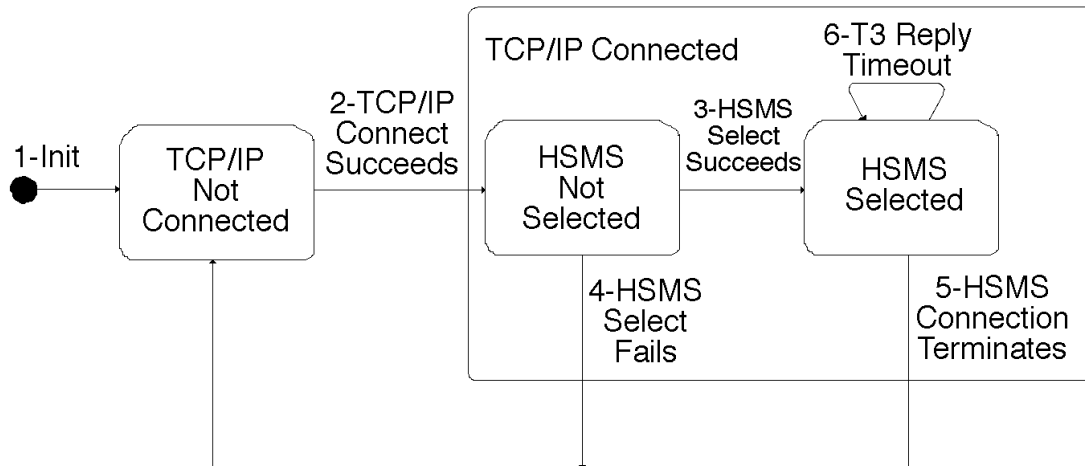 1-Init
TCP/IP
Not
Connected
2-TCP/IP
Connect
Succeeds
TCP/IP Connected
HSMS
Not
Selected
3-HSMS
Select
Succeeds
6-T3 Reply
Timeout
HSMS
Selected
4-HSMS
Select
Fails
5-HSMS
Connection
Terminates